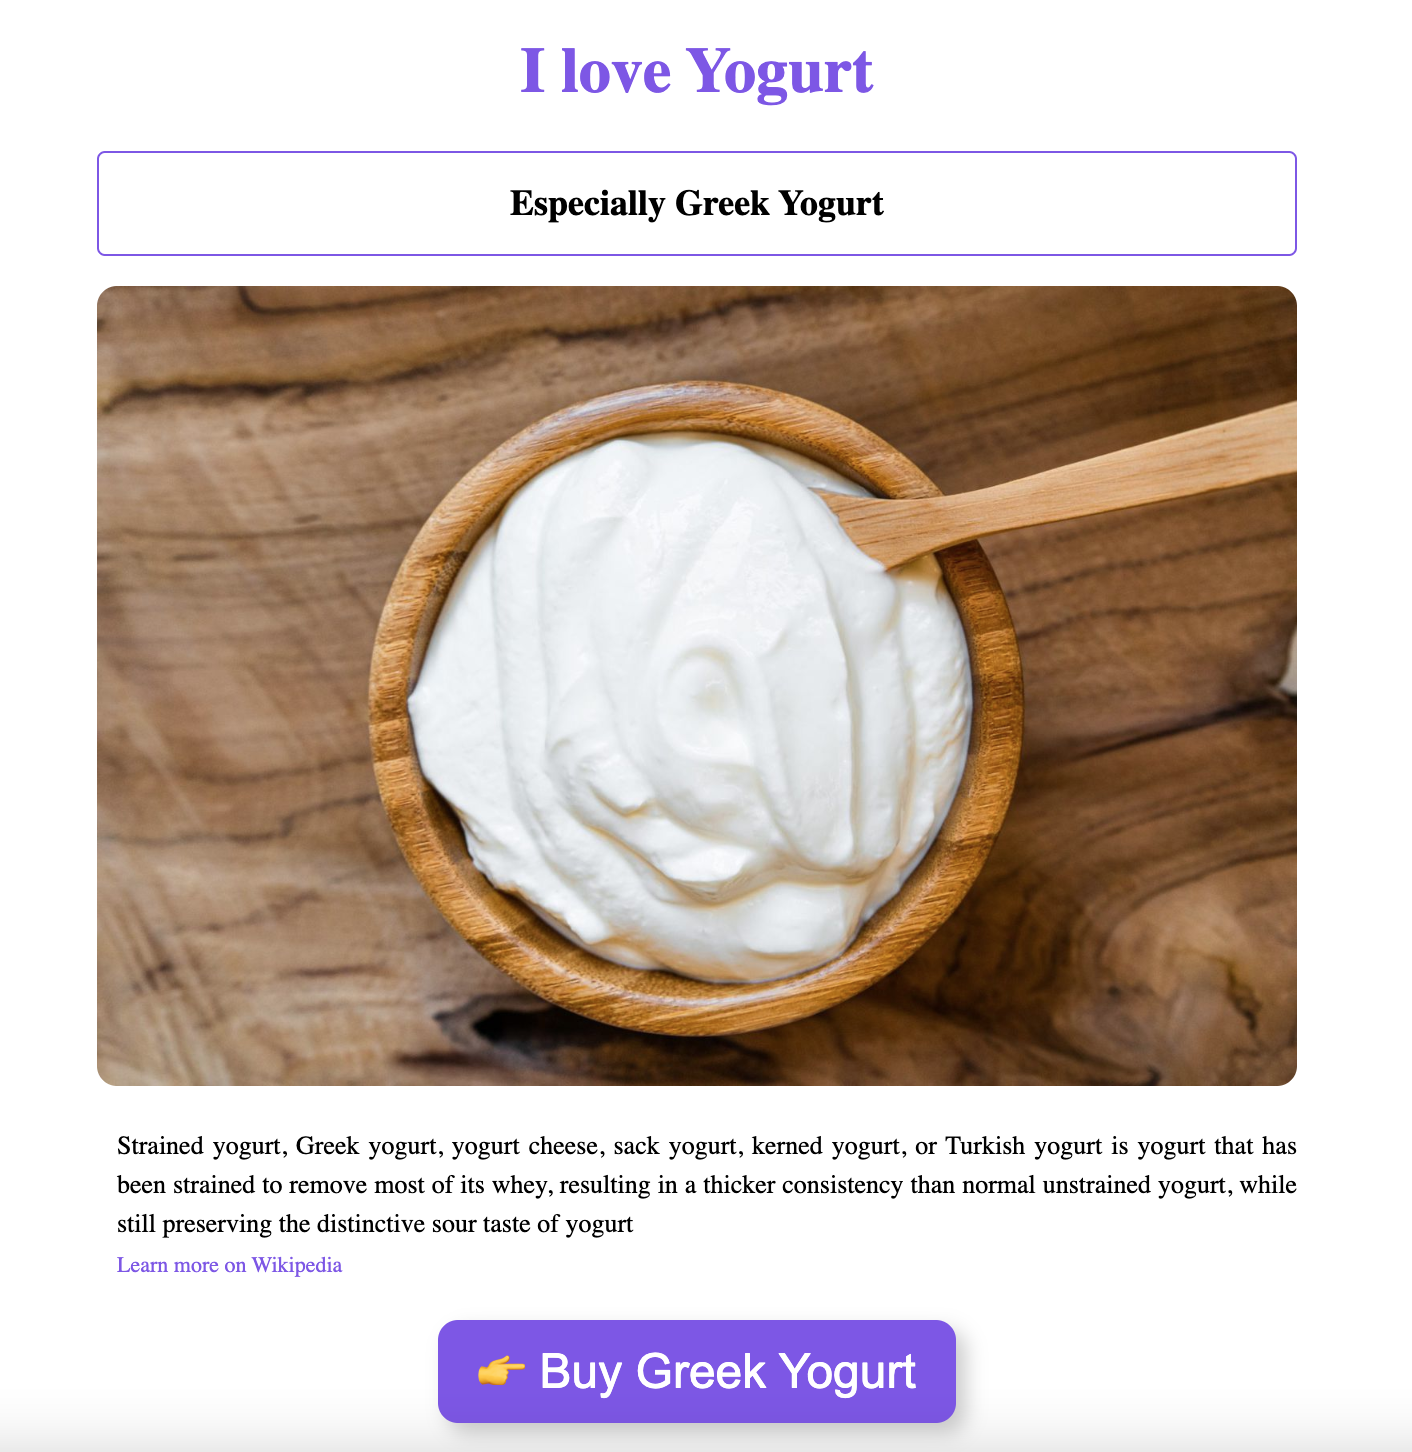 I love Yogurt
Especially Greek Yogurt
Strained yogurt, Greek yogurt, yogurt cheese, sack yogurt, kerned yogurt, or Turkish yogurt is yogurt that has
been strained to remove most of its whey, resulting in a thicker consistency than normal unstrained yogurt, while
still preserving the distinctive sour taste of yogurt
Learn more on Wikipedia
👉 Buy Greek Yogurt